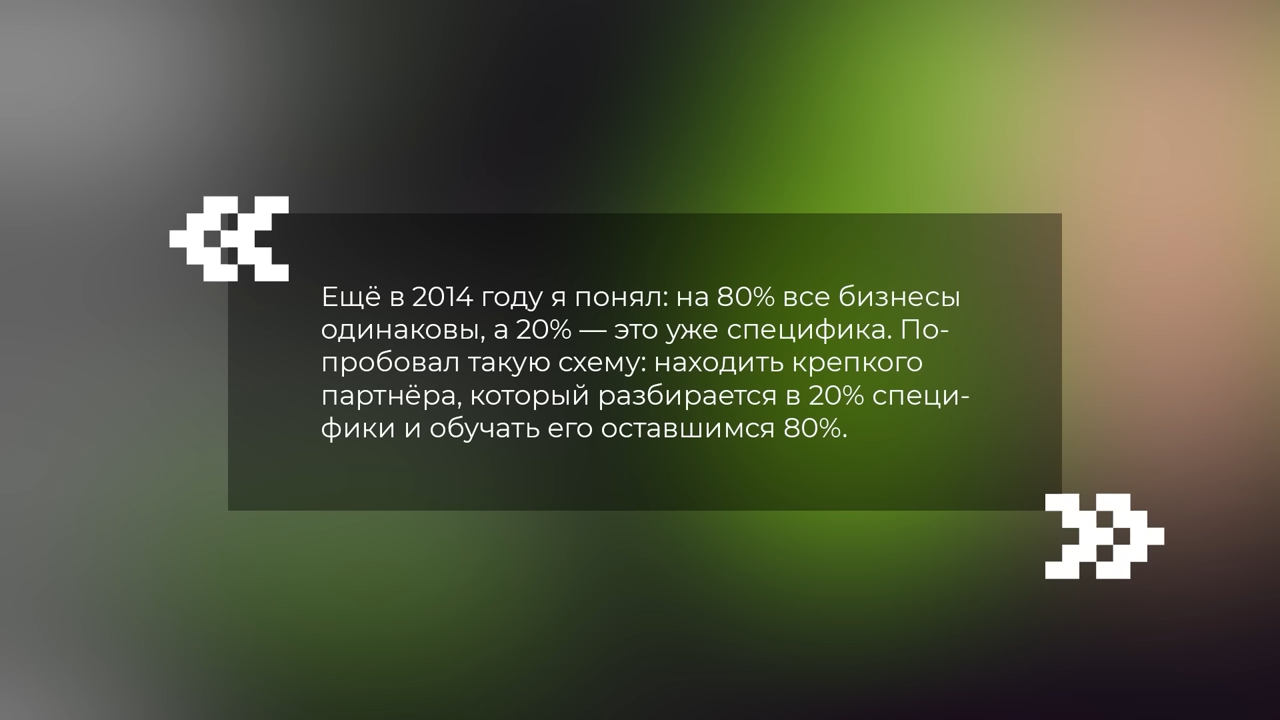 «
Ещё в 2014 году я понял: на 80% все бизнесы
одинаковы, а 20% — это уже специфика. По-
пробовал такую схему: находить крепкого
партнёра, который разбирается в 20% специ-
фики и обучать его оставшимся 80%.
»